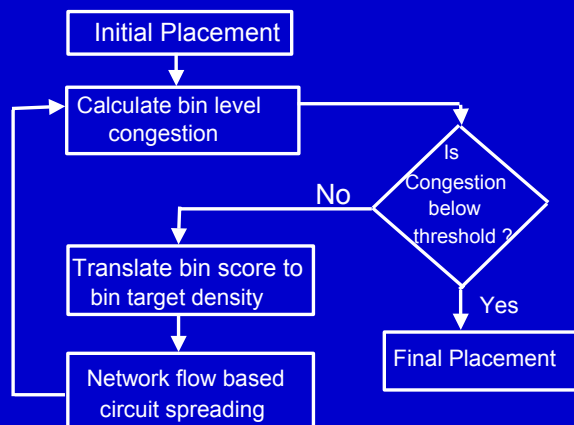 Initial Placement
Calculate bin level
congestion
Is
Congestion
below
threshold ?
No
Yes
Translate bin score to
bin target density
Network flow based
circuit spreading
Final Placement